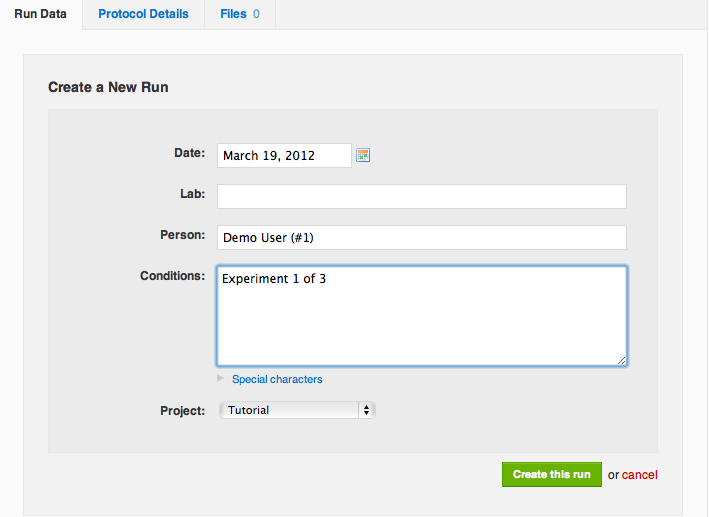 Run Data Protocol Details Files 0
Create a New Run
Date: March 19, 2012
Lab:
Person: Demo User (#1)
Conditions: Experiment 1 of 3
Special characters
Project: Tutorial
Create this run or cancel